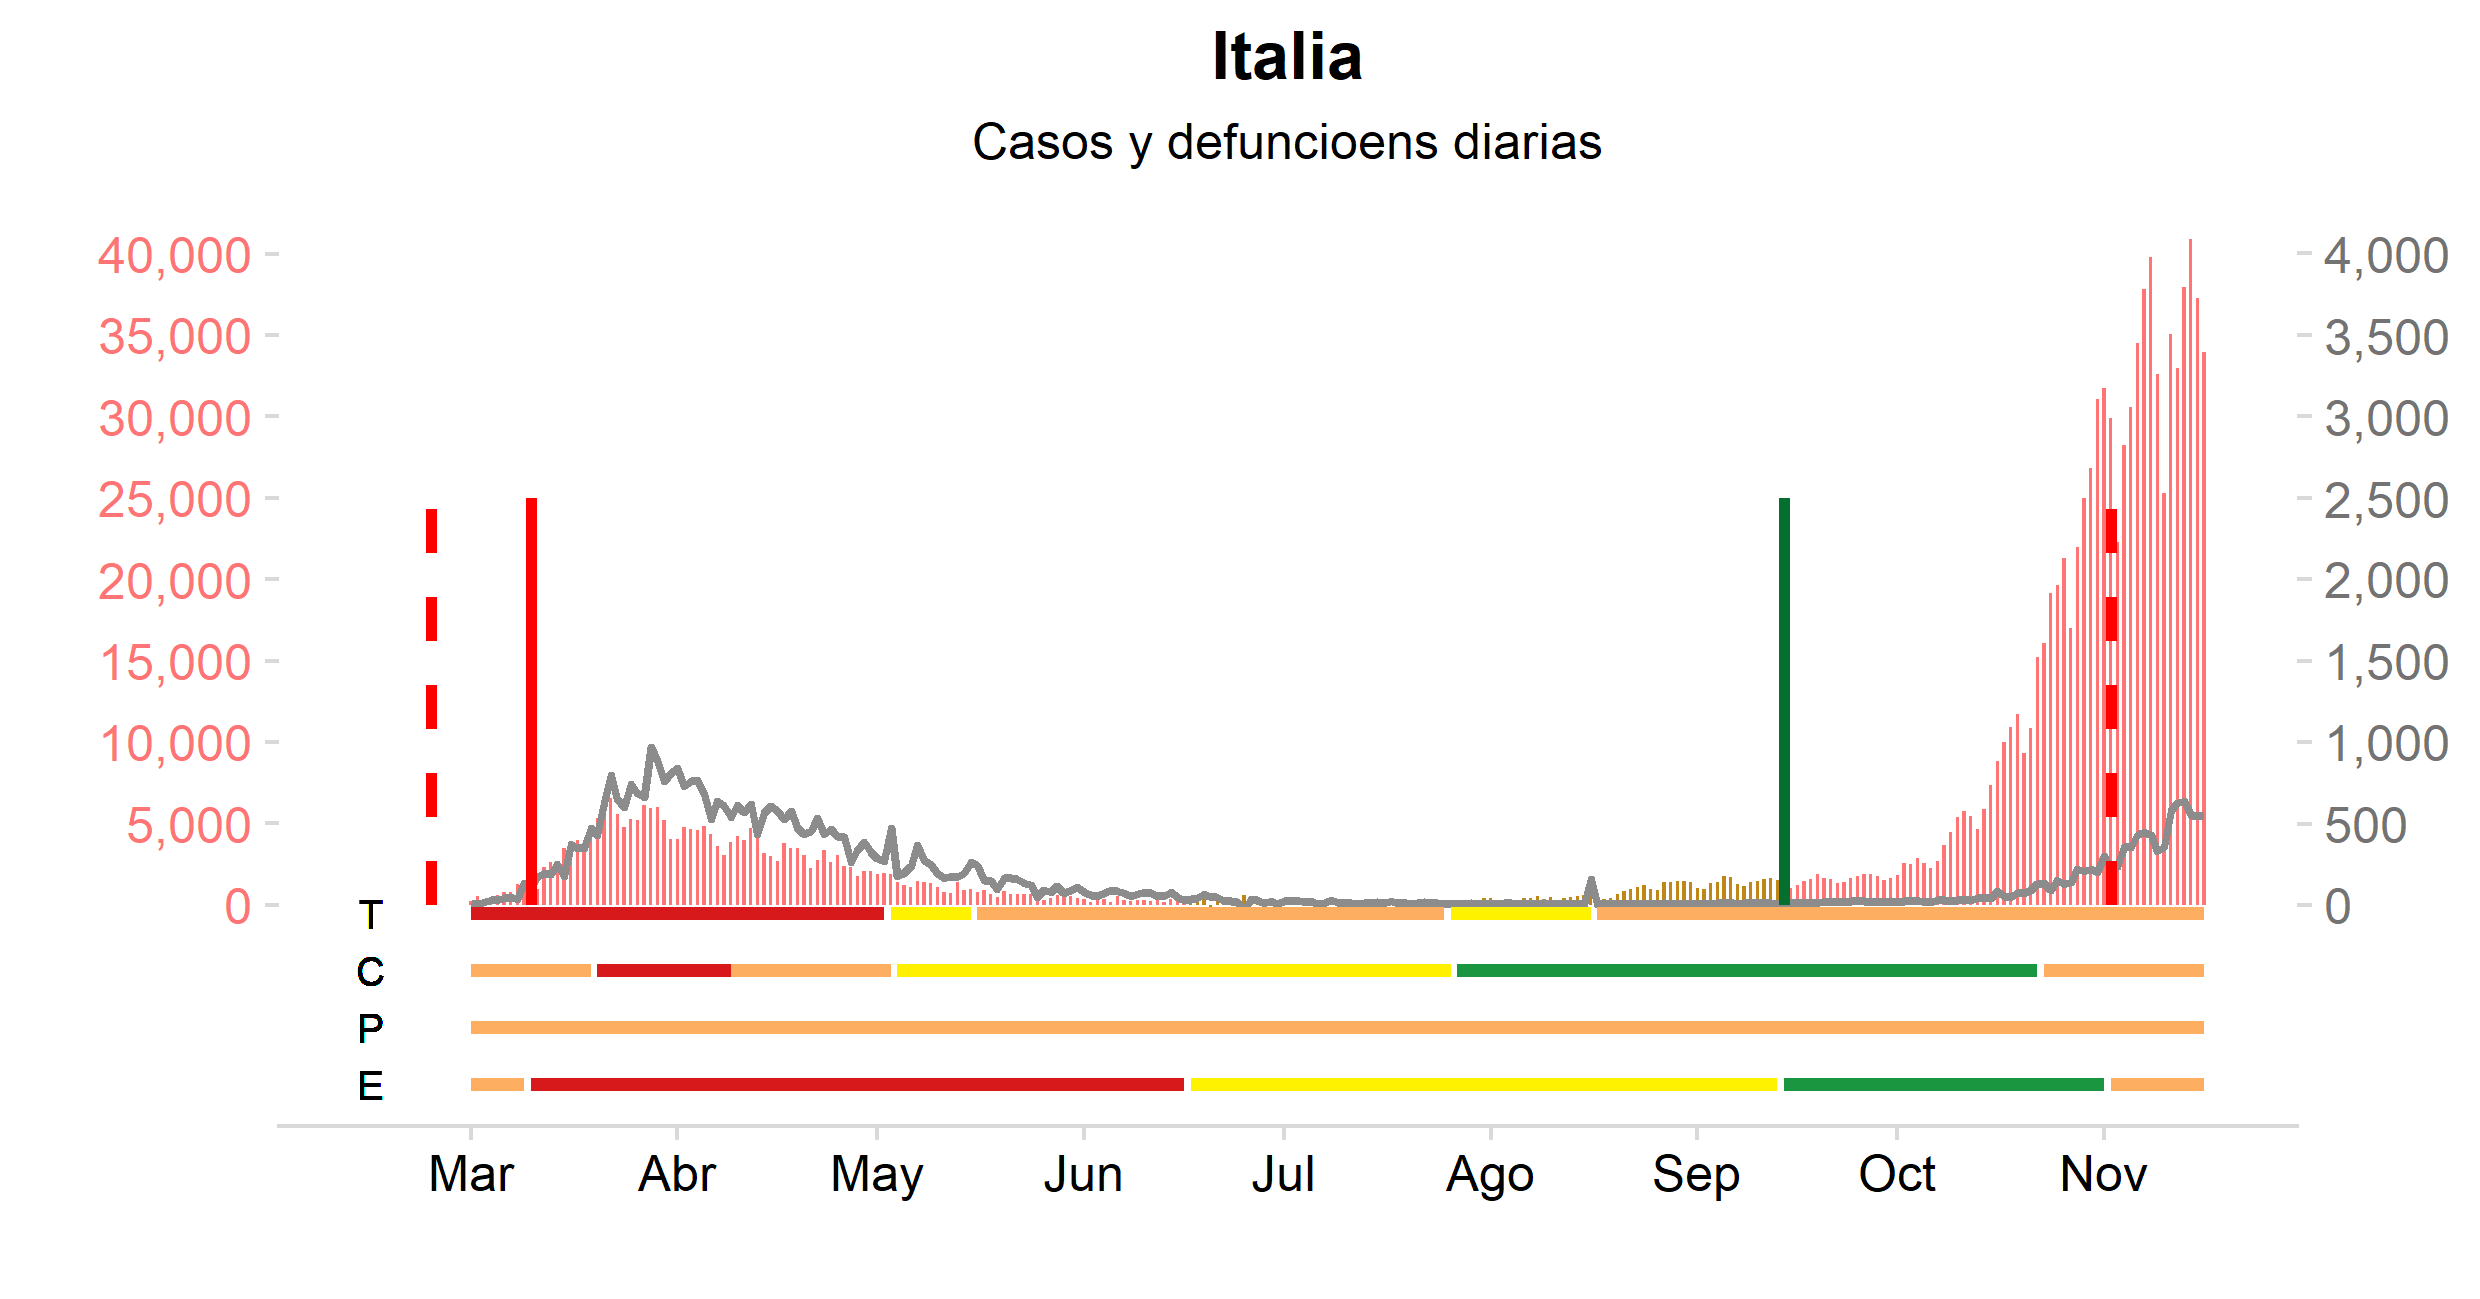 Italia
Casos y defuncioens diarias
40,000 4,000
35,000 3,500
30,000 3,000
25,000 2,500
20,000 2,000
15,000 1,500
10,000 1,000
5,000 500
0 0
T
C
P
E
Mar Abr May Jun Jul Ago Sep Oct Nov